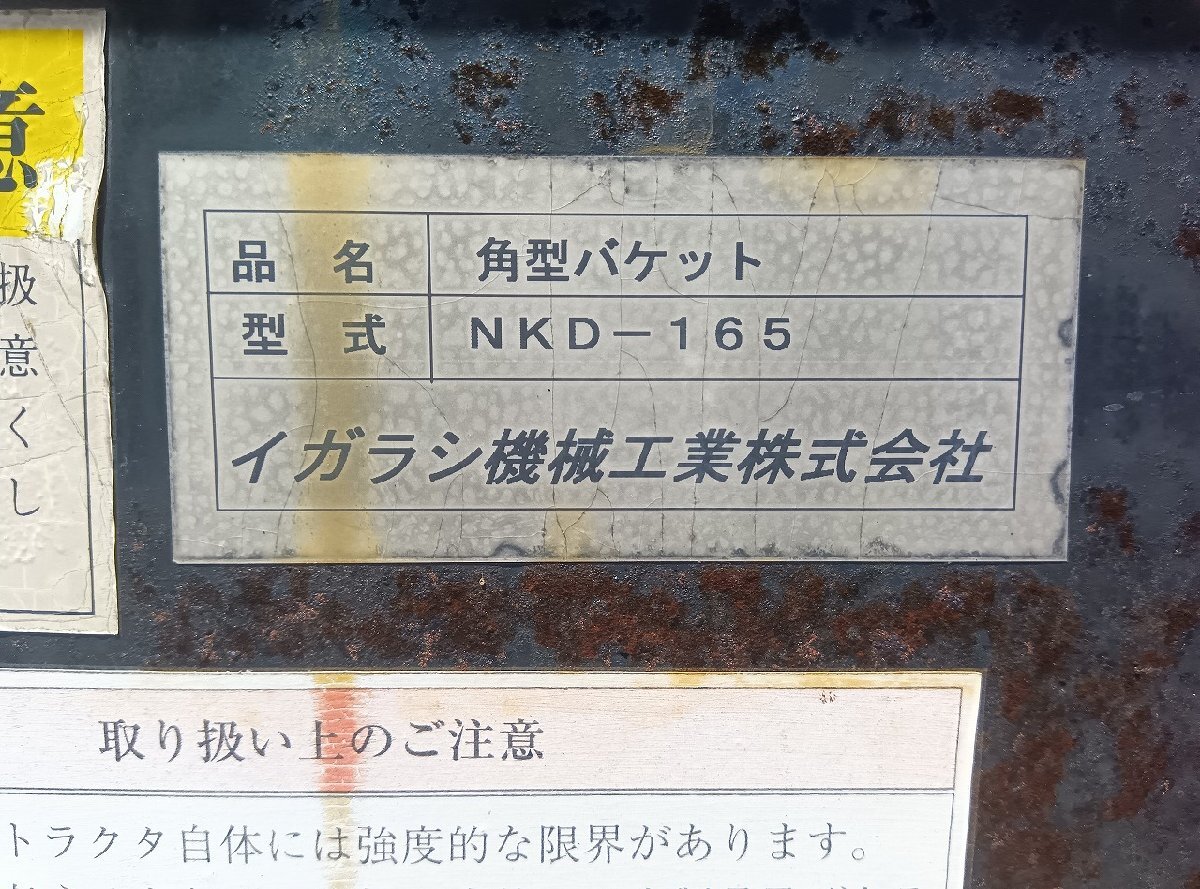 意
扱
意
くし
品名 角型バケット
型式 NKD-165
イガラシ機械工業株式会社
取り扱い上のご注意
トラクタ自体には強度的な限界があります。